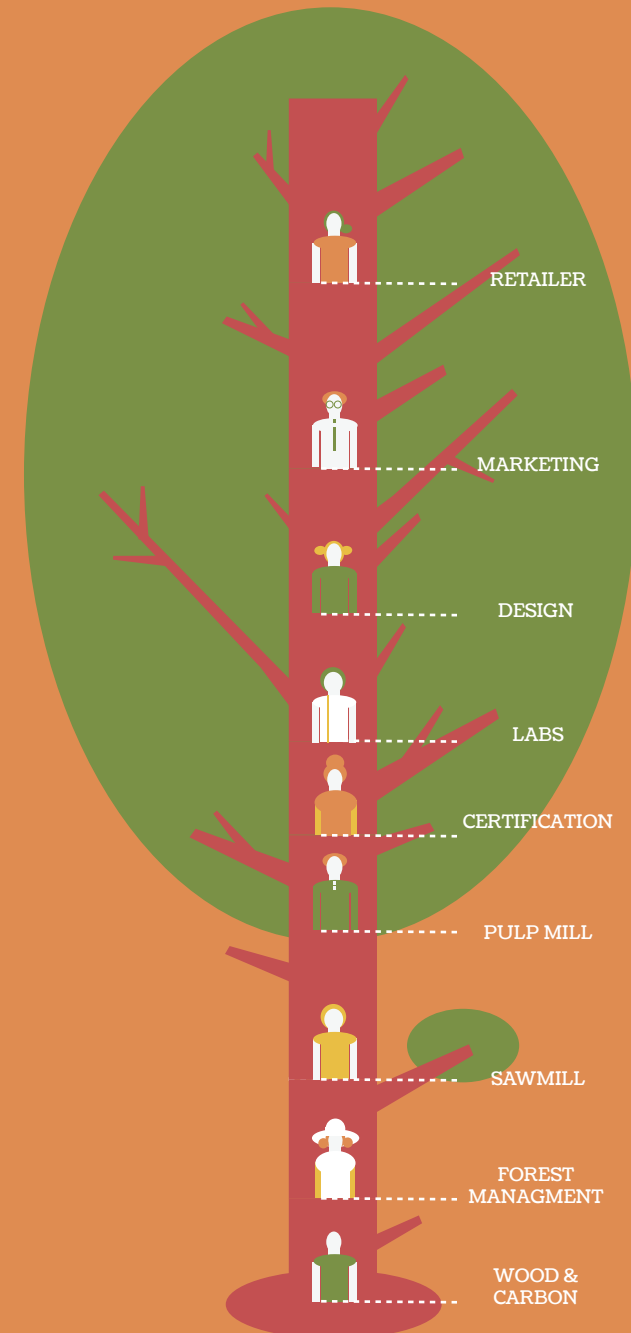 RETAILER
MARKETING
DESIGN
LABS
CERTIFICATION
PULP MILL
SAWMILL
FOREST
MANAGMENT
WOOD &
CARBON